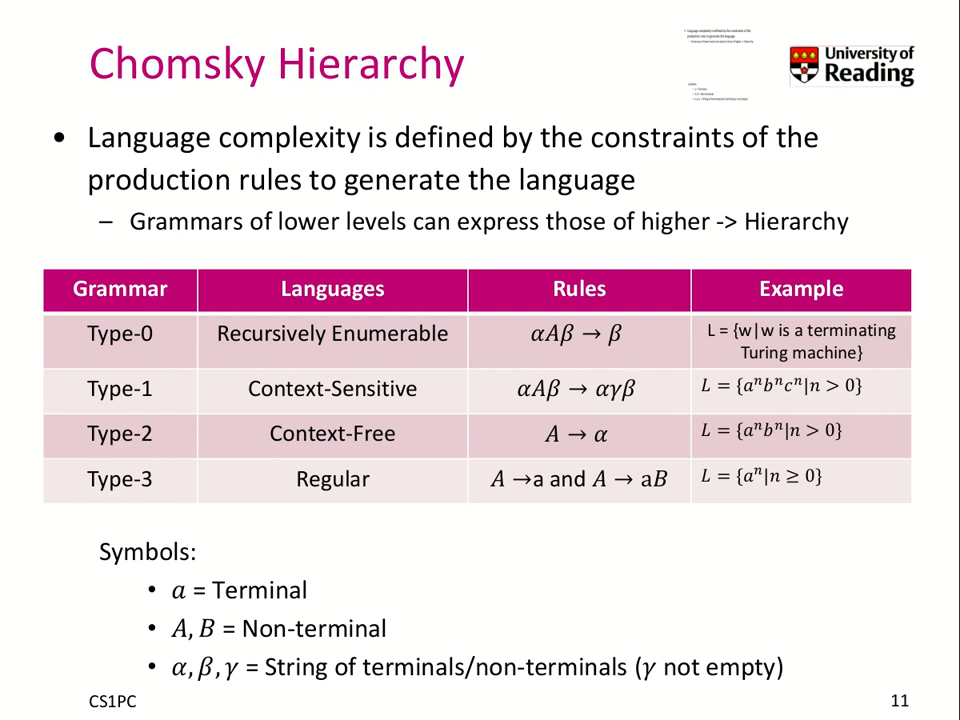 Chomsky Hierarchy
University of
Reading
• Language complexity is defined by the constraints of the
production rules to generate the language
– Grammars of lower levels can express those of higher -> Hierarchy
Grammar Languages Rules Example
Type-0 Recursively Enumerable αAβ → β L = {w|w is a terminating
Turing machine}
Type-1 Context-Sensitive αAβ → αγβ L = {aⁿbⁿcⁿ|n > 0}
Type-2 Context-Free A → α L = {aⁿbⁿ|n > 0}
Type-3 Regular A →a and A → aB L = {aⁿ|n ≥ 0}
Symbols:
• a = Terminal
• A, B = Non-terminal
• α, β, γ = String of terminals/non-terminals (γ not empty)
CS1PC 11